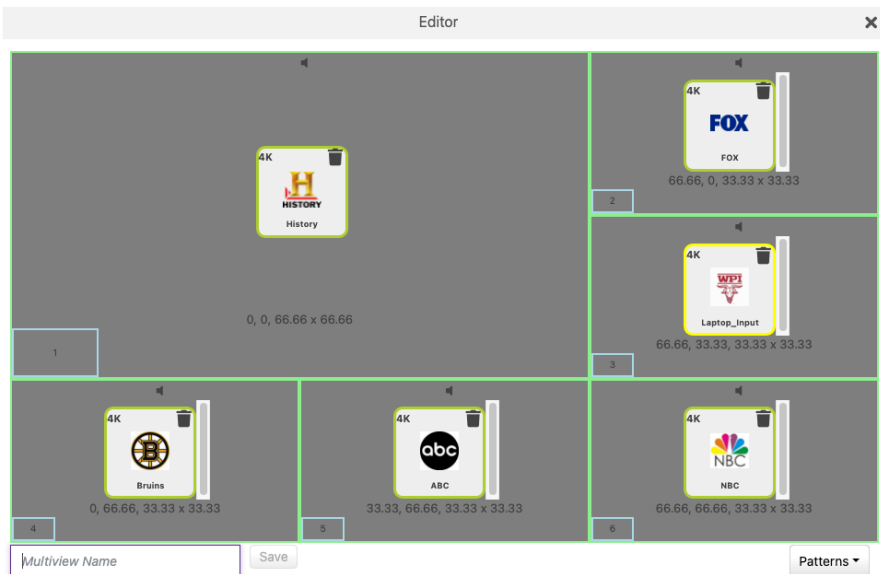 Editor
4K
HISTORY
History
0, 0, 66.66 x 66.66
1
4K
FOX
FOX
66.66, 0, 33.33 x 33.33
2
4K
WPI
Laptop_Input
66.66, 33.33, 33.33 x 33.33
3
4K
B
Bruins
0, 66.66, 33.33 x 33.33
4
4K
abc
ABC
33.33, 66.66, 33.33 x 33.33
5
4K
NBC
NBC
66.66, 66.66, 33.33 x 33.33
6
Multiview Name
Save
Patterns